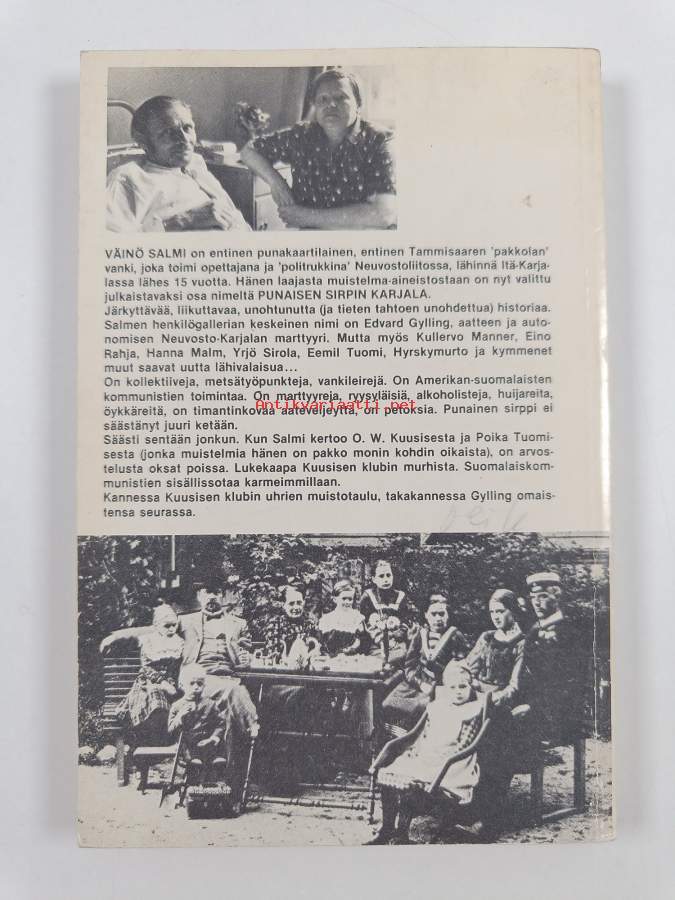 VÄINÖ SALMI on entinen punakaartilainen, entinen Tammisaaren 'pakkolan'
vanki, joka toimi opettajana ja 'politrukkina' Neuvostoliitossa, lähinnä Itä-Karja-
lassa lähes 15 vuotta. Hänen laajasta muistelma-aineistostaan on nyt valittu
julkaistavaksi osa nimeltä PUNAISEN SIRPIN KARJALA.
Järkyttävää, liikuttavaa, unohtunutta (ja tieten tahtoen unohdettua) historiaa.
Salmen henkilögallerian keskeinen nimi on Edvard Gylling, aatteen ja auto-
nomisen Neuvosto-Karjalan marttyyri. Mutta myös Kullervo Manner, Eino
Rahja, Hanna Malm, Yrjö Sirola, Eemil Tuomi, Hyrskymurto ja kymmenet
muut saavat uutta lähivalaisua...
On kollektiiveja, metsätyöpunkteja, vankileirejä. On Amerikan-suomalaisten
kommunistien toimintaa. On marttyyreja, ryysyläisiä, alkoholisteja, huijareita,
Antikvariaatti.net
öykkäreitä, on timantinkovaa aateveljeyttä, on petoksia. Punainen sirppi ei
säästänyt juuri ketään.
Säästi sentään jonkun. Kun Salmi kertoo O. W. Kuusisesta ja Poika Tuomi-
sesta (jonka muistelmia hänen on pakko monin kohdin oikaista), on arvos-
telusta oksat poissa. Lukekaapa Kuusisen klubin murhista. Suomalaiskom-
munistien sisällissotaa karmeimmillaan.
Kannessa Kuusisen klubin uhrien muistotaulu, takakannessa Gylling omais-
tensa seurassa.